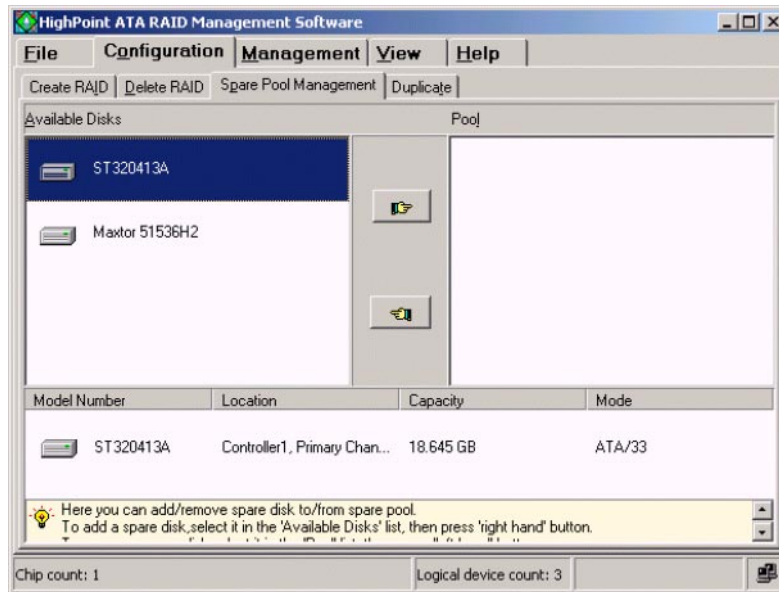 HighPoint ATA RAID Management Software
File Configuration Management View Help
Create RAID Delete RAID Spare Pool Management Duplicate
Available Disks Pool
ST320413A
Maxtor 51536H2
Model Number Location Capacity Mode
ST320413A Controller1, Primary Chan... 18.645 GB ATA/33
Here you can add/remove spare disk to/from spare pool.
To add a spare disk,select it in the 'Available Disks' list, then press 'right hand' button.
Chip count: 1 Logical device count: 3